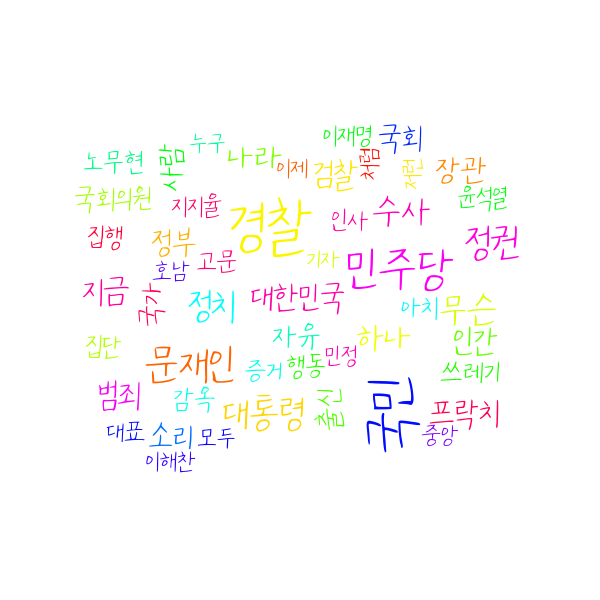 이재명
국회
누구
노무현
사람
나라
이제
검찰
처럼
저런
장관
국회의원
지지율
윤석열
집행
정부
경찰
인사
수사
정권
호남
고문
기자
민주당
지금
국가
정치
대한민국
아치
무슨
집단
자유
하나
인간
문재인
증거
행동
민정
쓰레기
범죄
감옥
대통령
출신
국민
프락치
대표
소리
모두
중앙
이해찬